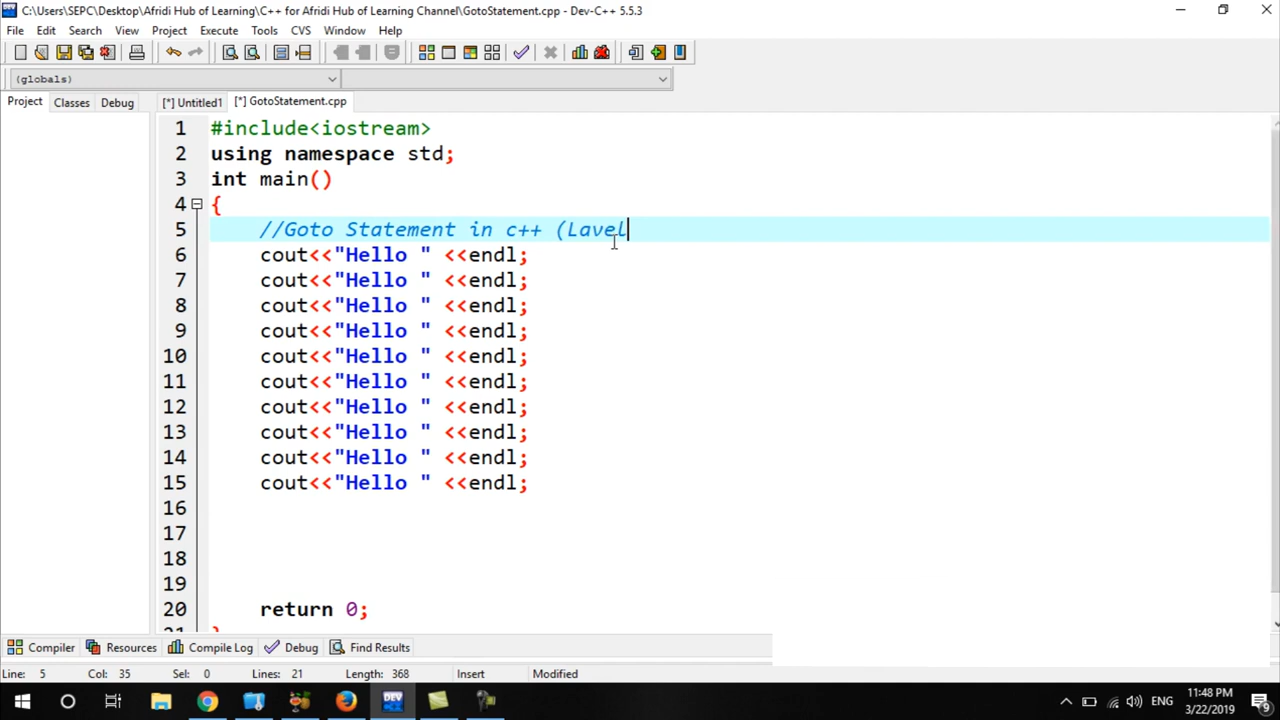 C:\Users\SEPC\Desktop\Afridi Hub of Learning\C++ for Afridi Hub of Learning Channel\GotoStatement.cpp - Dev-C++ 5.5.3
File Edit Search View Project Execute Tools CVS Window Help
(globals)
Project Classes Debug [*] Untitled1 [*] GotoStatement.cpp
1 #include<iostream>
2 using namespace std;
3 int main()
4 {
5 //Goto Statement in c++ (Lavel
6 cout<<"Hello " <<endl;
7 cout<<"Hello " <<endl;
8 cout<<"Hello " <<endl;
9 cout<<"Hello " <<endl;
10 cout<<"Hello " <<endl;
11 cout<<"Hello " <<endl;
12 cout<<"Hello " <<endl;
13 cout<<"Hello " <<endl;
14 cout<<"Hello " <<endl;
15 cout<<"Hello " <<endl;
16
17
18
19
20 return 0;
21 }
Compiler Resources Compile Log Debug Find Results
Line: 5 Col: 35 Sel: 0 Lines: 21 Length: 368 Insert Modified
DEV
ENG 11:48 PM
3/22/2019 9